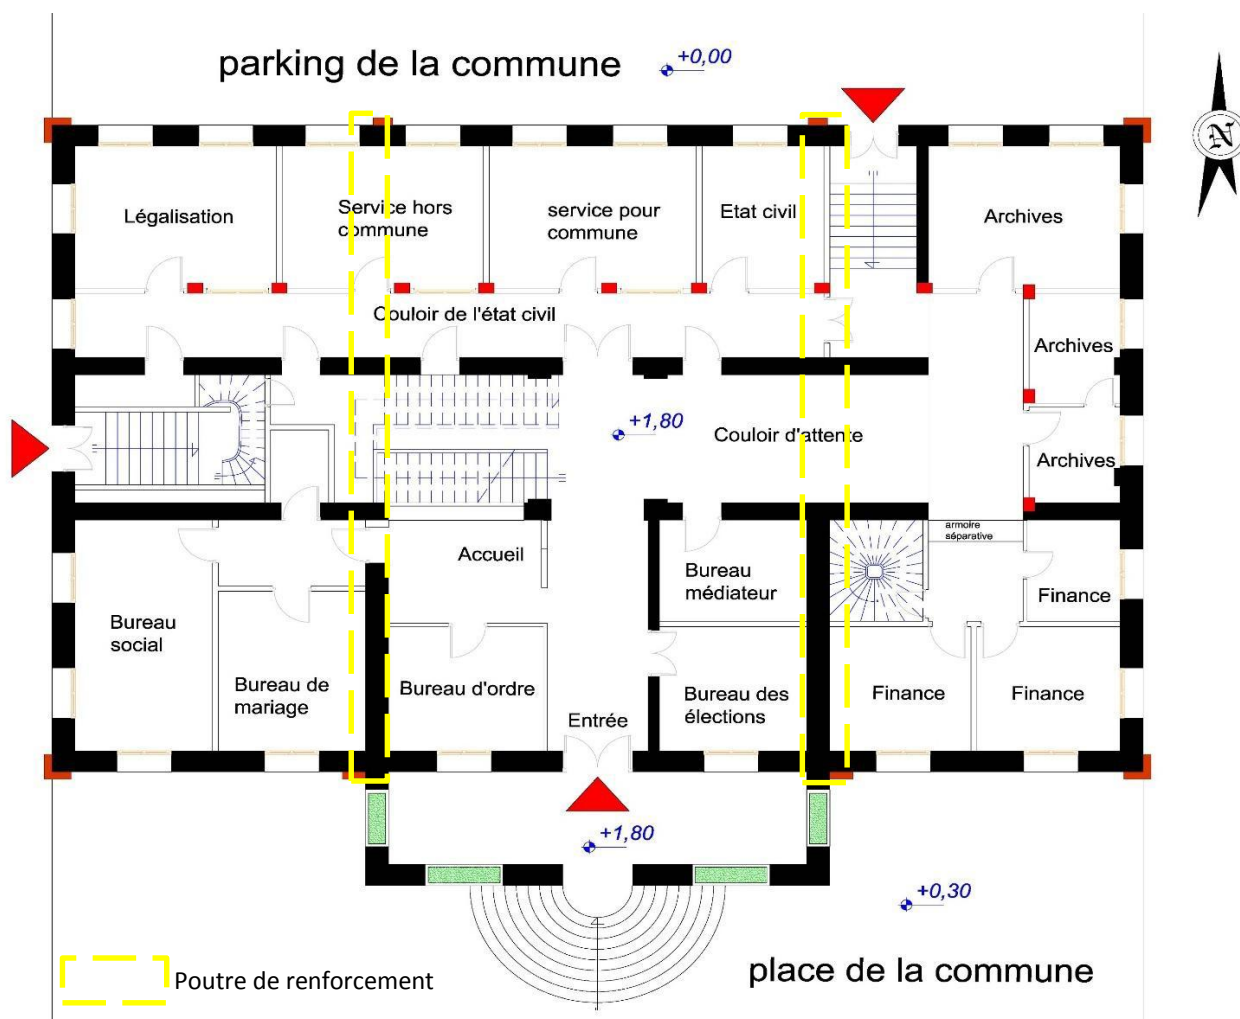 parking de la commune
+0,00
N
Légalisation
Service hors
commune
service pour
commune
Etat civil
Archives
Couloir de l'état civil
Archives
+1,80
Couloir d'attente
Archives
Accueil
armoire
séparative
Bureau
médiateur
Finance
Bureau
social
Bureau de
mariage
Bureau d'ordre
Entrée
Bureau des
élections
Finance
Finance
+1,80
+0,30
place de la commune
Poutre de renforcement